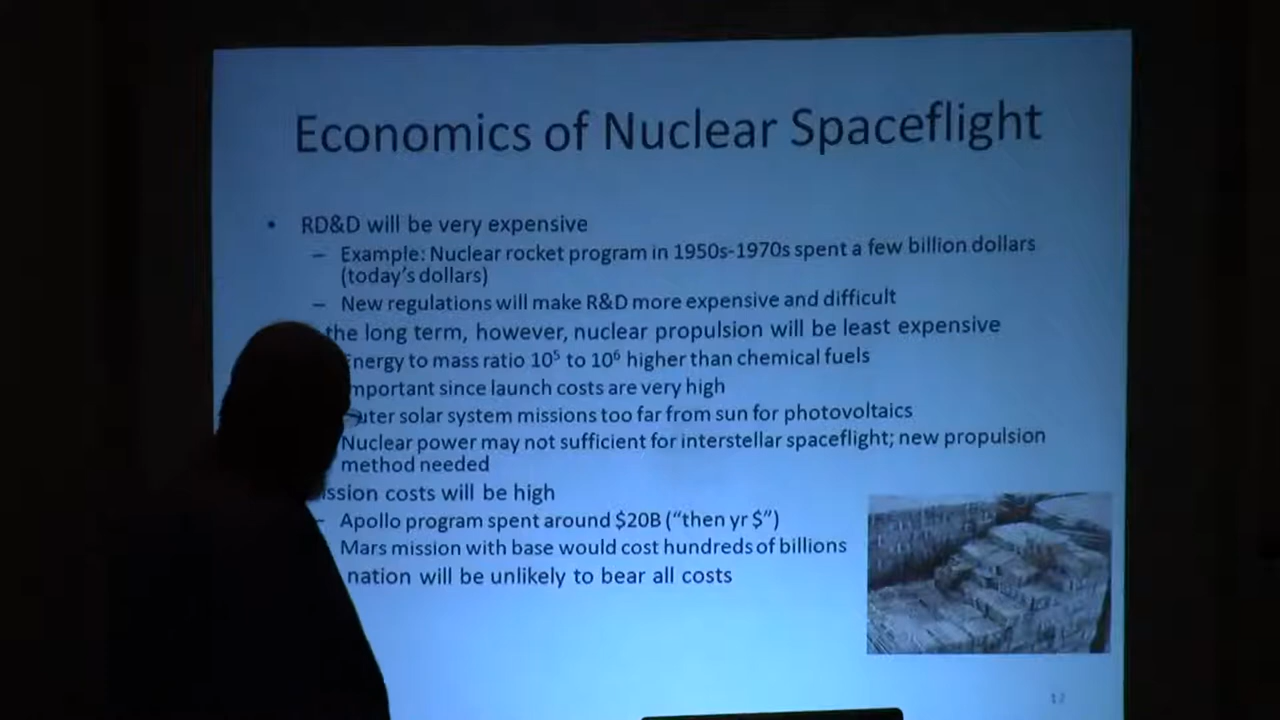 Economics of Nuclear Spaceflight
• RD&D will be very expensive
– Example: Nuclear rocket program in 1950s-1970s spent a few billion dollars
(today's dollars)
– New regulations will make R&D more expensive and difficult
the long term, however, nuclear propulsion will be least expensive
Energy to mass ratio 10⁵ to 10⁶ higher than chemical fuels
mportant since launch costs are very high
uter solar system missions too far from sun for photovoltaics
Nuclear power may not sufficient for interstellar spaceflight; new propulsion
method needed
ission costs will be high
– Apollo program spent around $20B ("then yr $")
Mars mission with base would cost hundreds of billions
nation will be unlikely to bear all costs
17